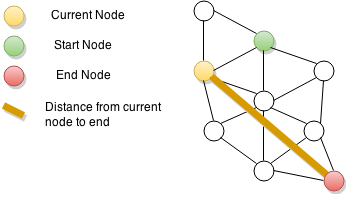 Current Node
Start Node
End Node
Distance from current
node to end